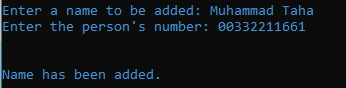 Enter a name to be added: Muhammad Taha
Enter the person's number: 00332211661
Name has been added.